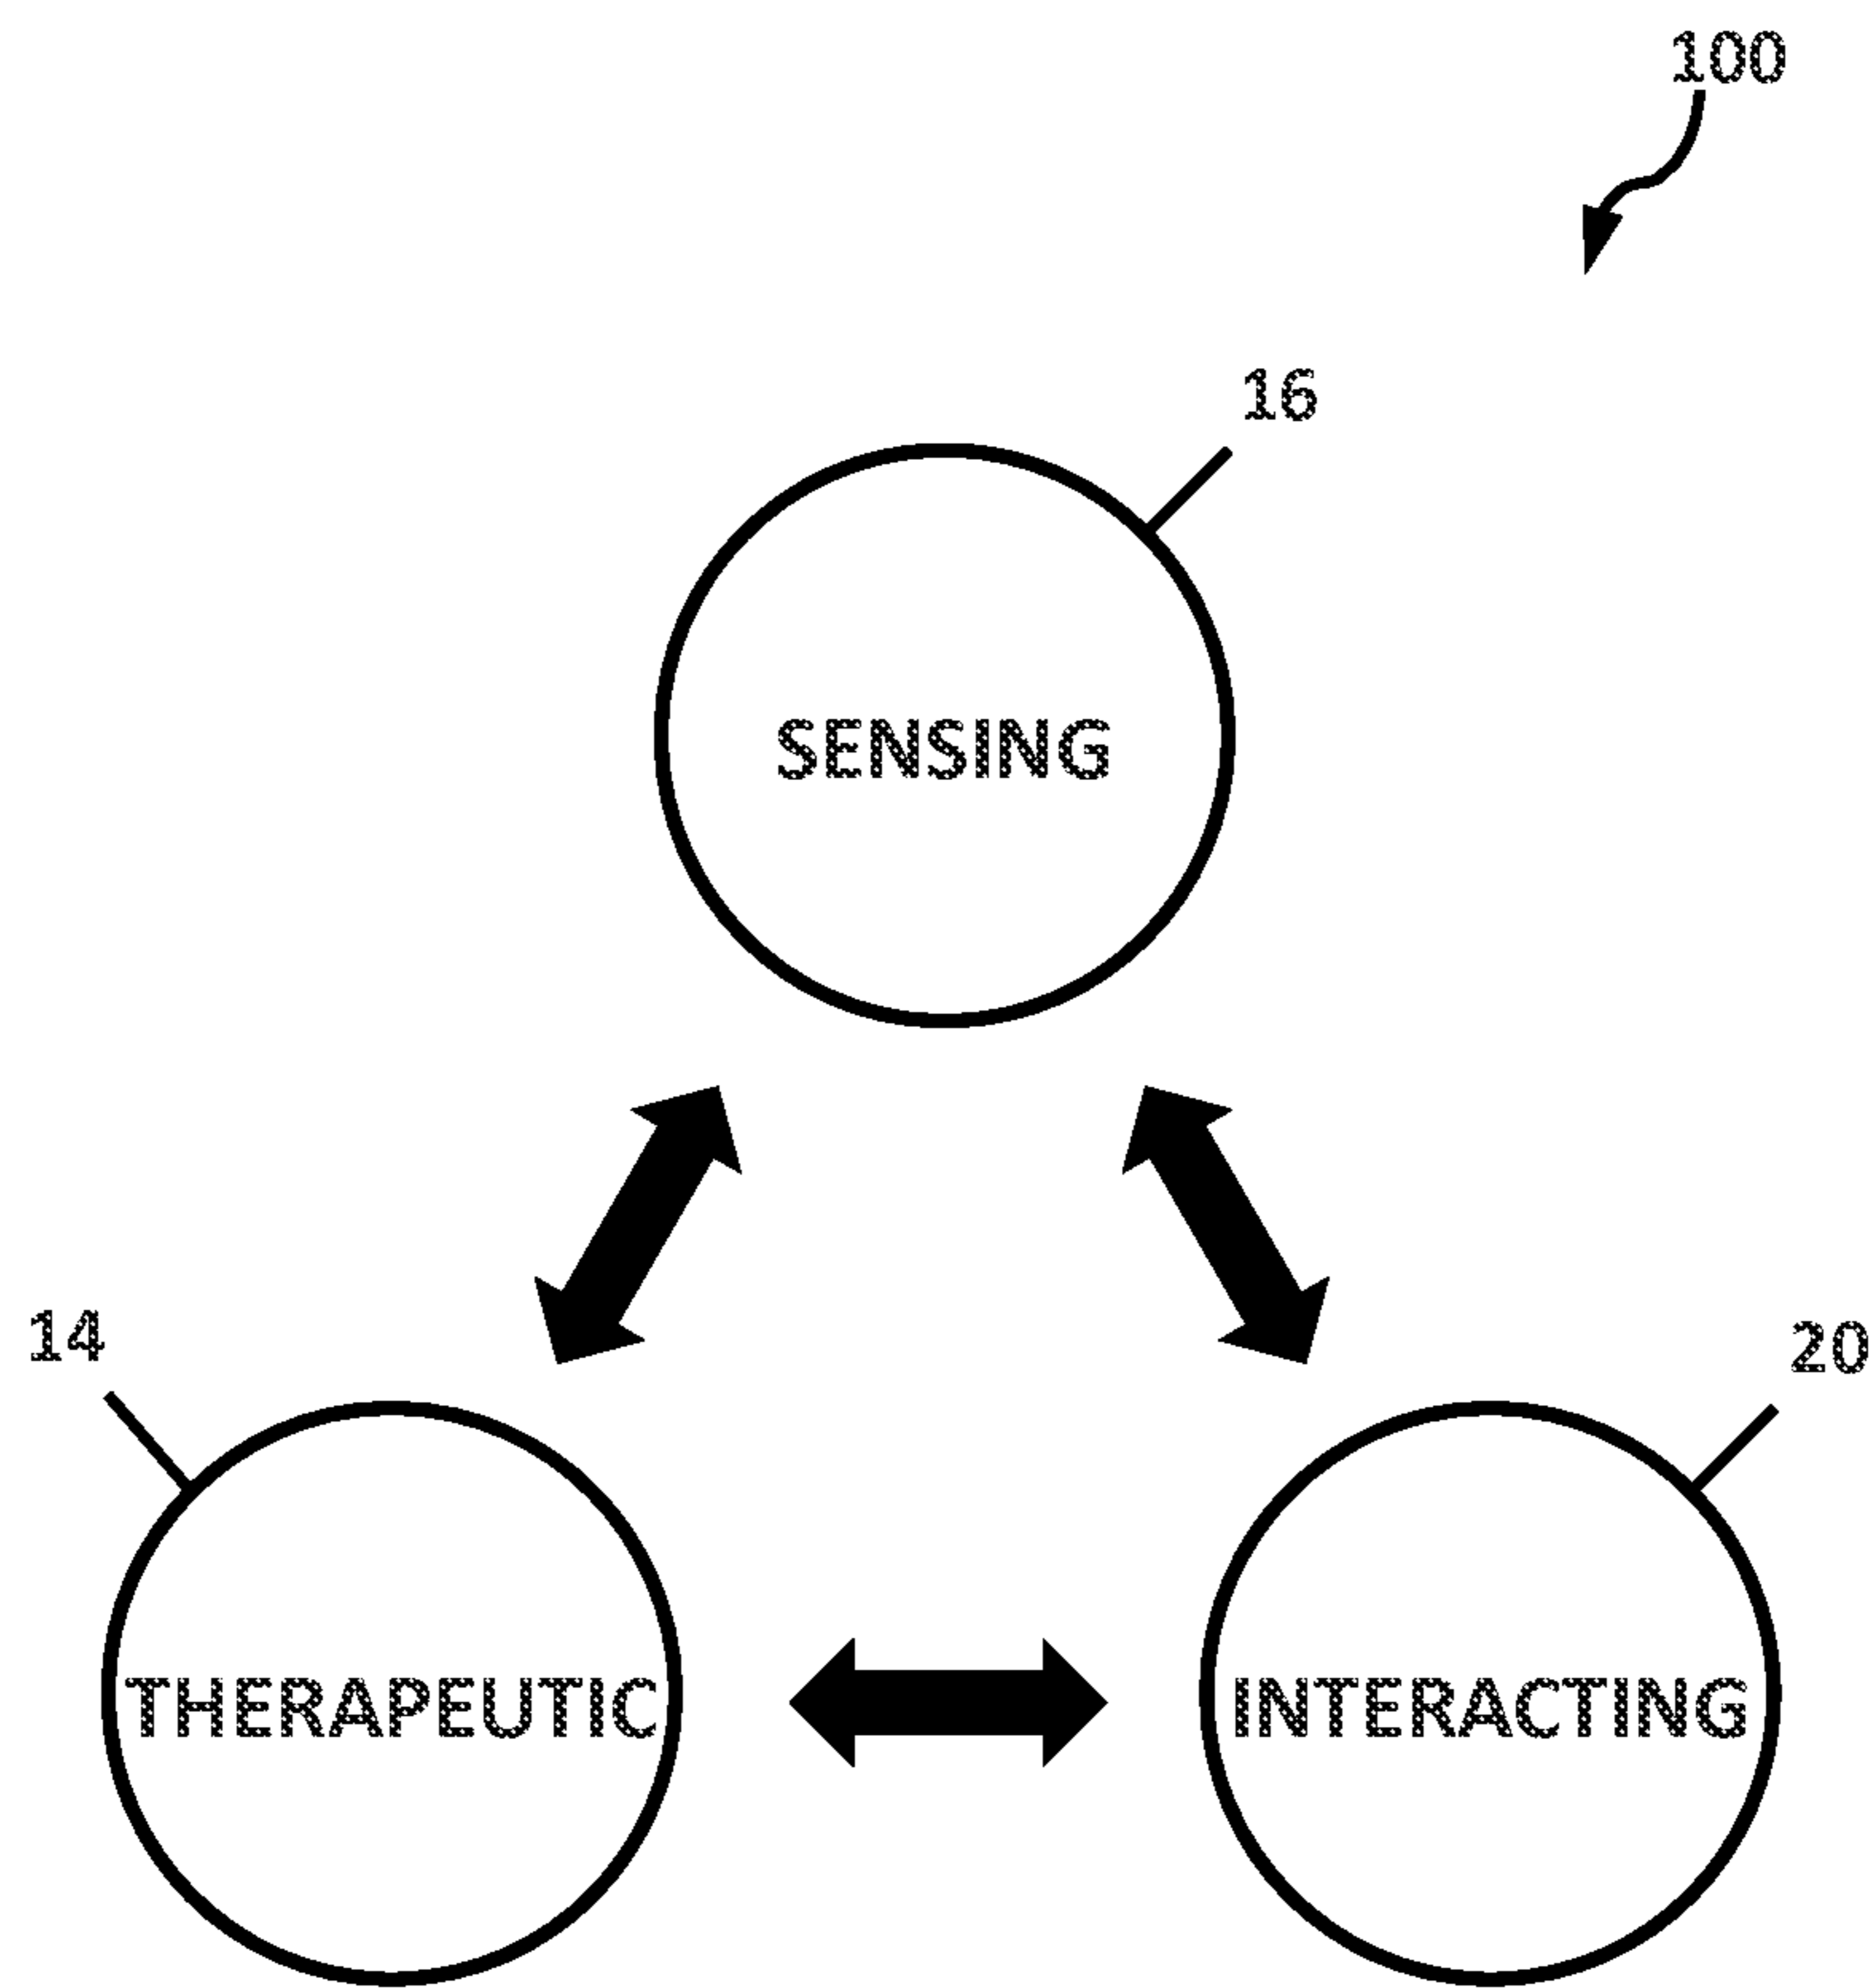 100
16
SENSING
14
20
THERAPEUTIC
INTERACTING